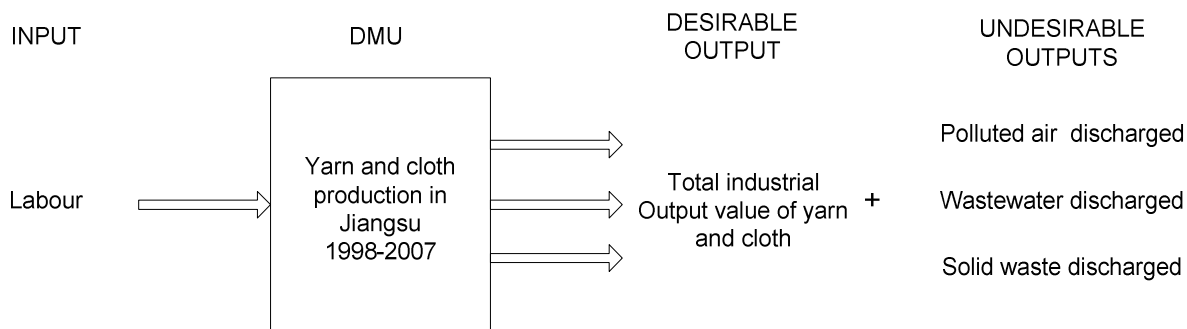 INPUT
DMU
DESIRABLE
OUTPUT
UNDESIRABLE
OUTPUTS
Labour
Yarn and cloth
production in
Jiangsu
1998-2007
Total industrial
Output value of yarn
and cloth
+
Polluted air discharged
Wastewater discharged
Solid waste discharged